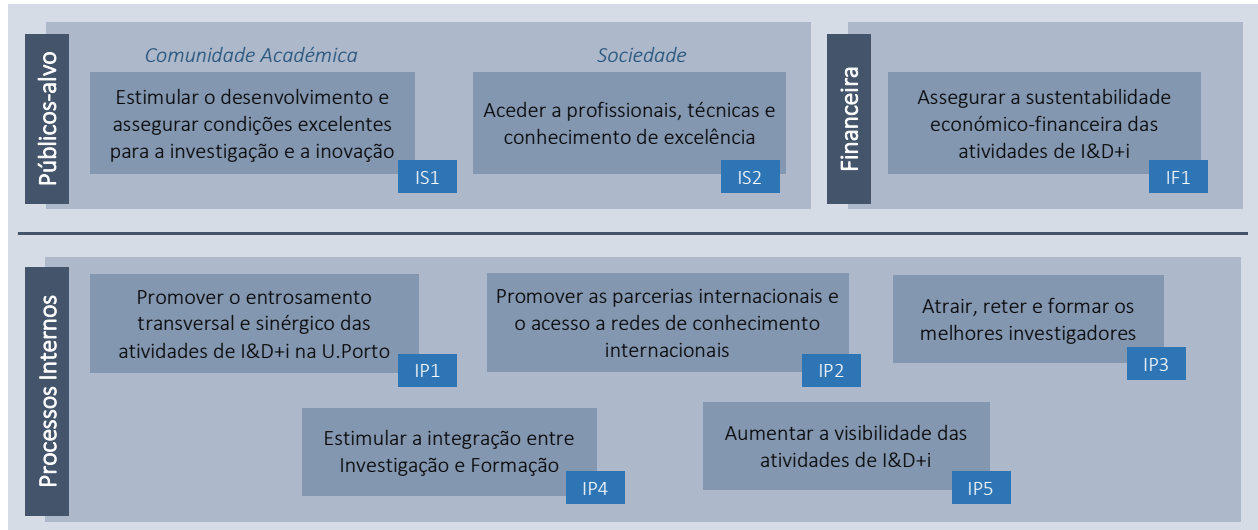 Públicos-alvo
Comunidade Académica
Estimular o desenvolvimento e
assegurar condições excelentes
para a investigação e a inovação
IS1
Sociedade
Aceder a profissionais, técnicas e
conhecimento de excelência
IS2
Financeira
Assegurar a sustentabilidade
económico-financeira das
atividades de I&D+i
IF1
Processos Internos
Promover o entrosamento
transversal e sinérgico das
atividades de I&D+i na U.Porto
IP1
Promover as parcerias internacionais e
o acesso a redes de conhecimento
internacionais
IP2
Atrair, reter e formar os
melhores investigadores
IP3
Estimular a integração entre
Investigação e Formação
IP4
Aumentar a visibilidade das
atividades de I&D+i
IP5